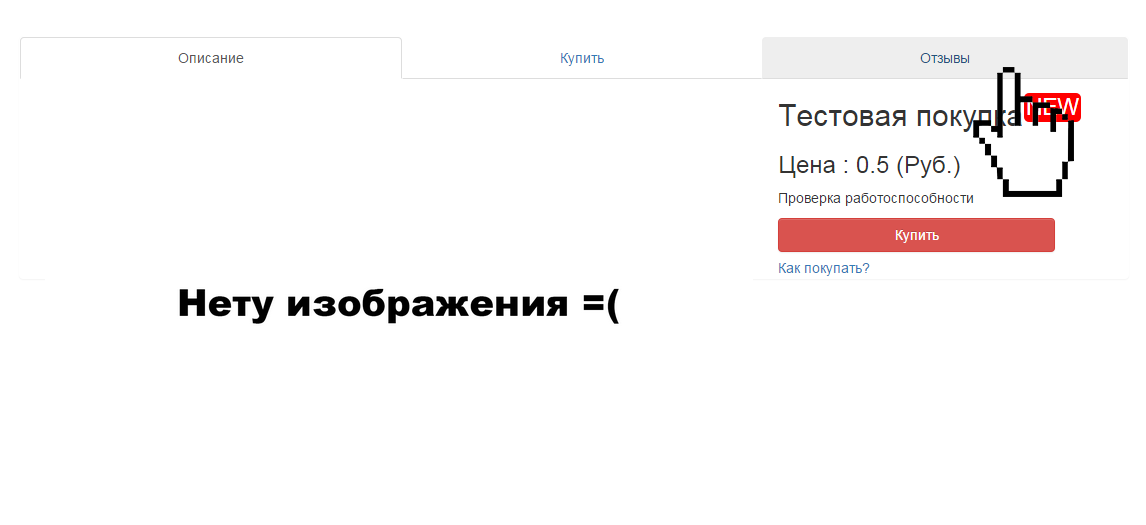 Описание Купить Отзывы
Тестовая покупка NEW
Цена : 0.5 (Руб.)
Проверка работоспособности
Купить
Как покупать?
Нету изображения =(